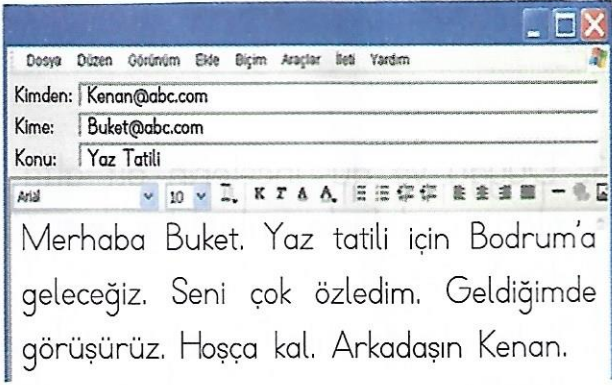 Dosya Düzen Görünüm Ekle Biçim Araçlar İleti Yardım
Kimden: Kenan@abc.com
Kime: Buket@abc.com
Konu: Yaz Tatili
Arial 10 K T A A
Merhaba Buket. Yaz tatili için Bodrum'a
geleceğiz. Seni çok özledim. Geldiğimde
görüşürüz. Hoşça kal. Arkadaşın Kenan.